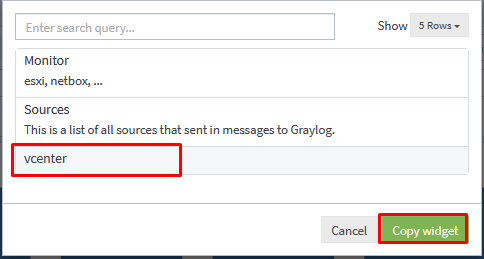 Enter search query...
Show 5 Rows
Monitor
esxi, netbox, ...
Sources
This is a list of all sources that sent in messages to Graylog.
vcenter
Cancel Copy widget